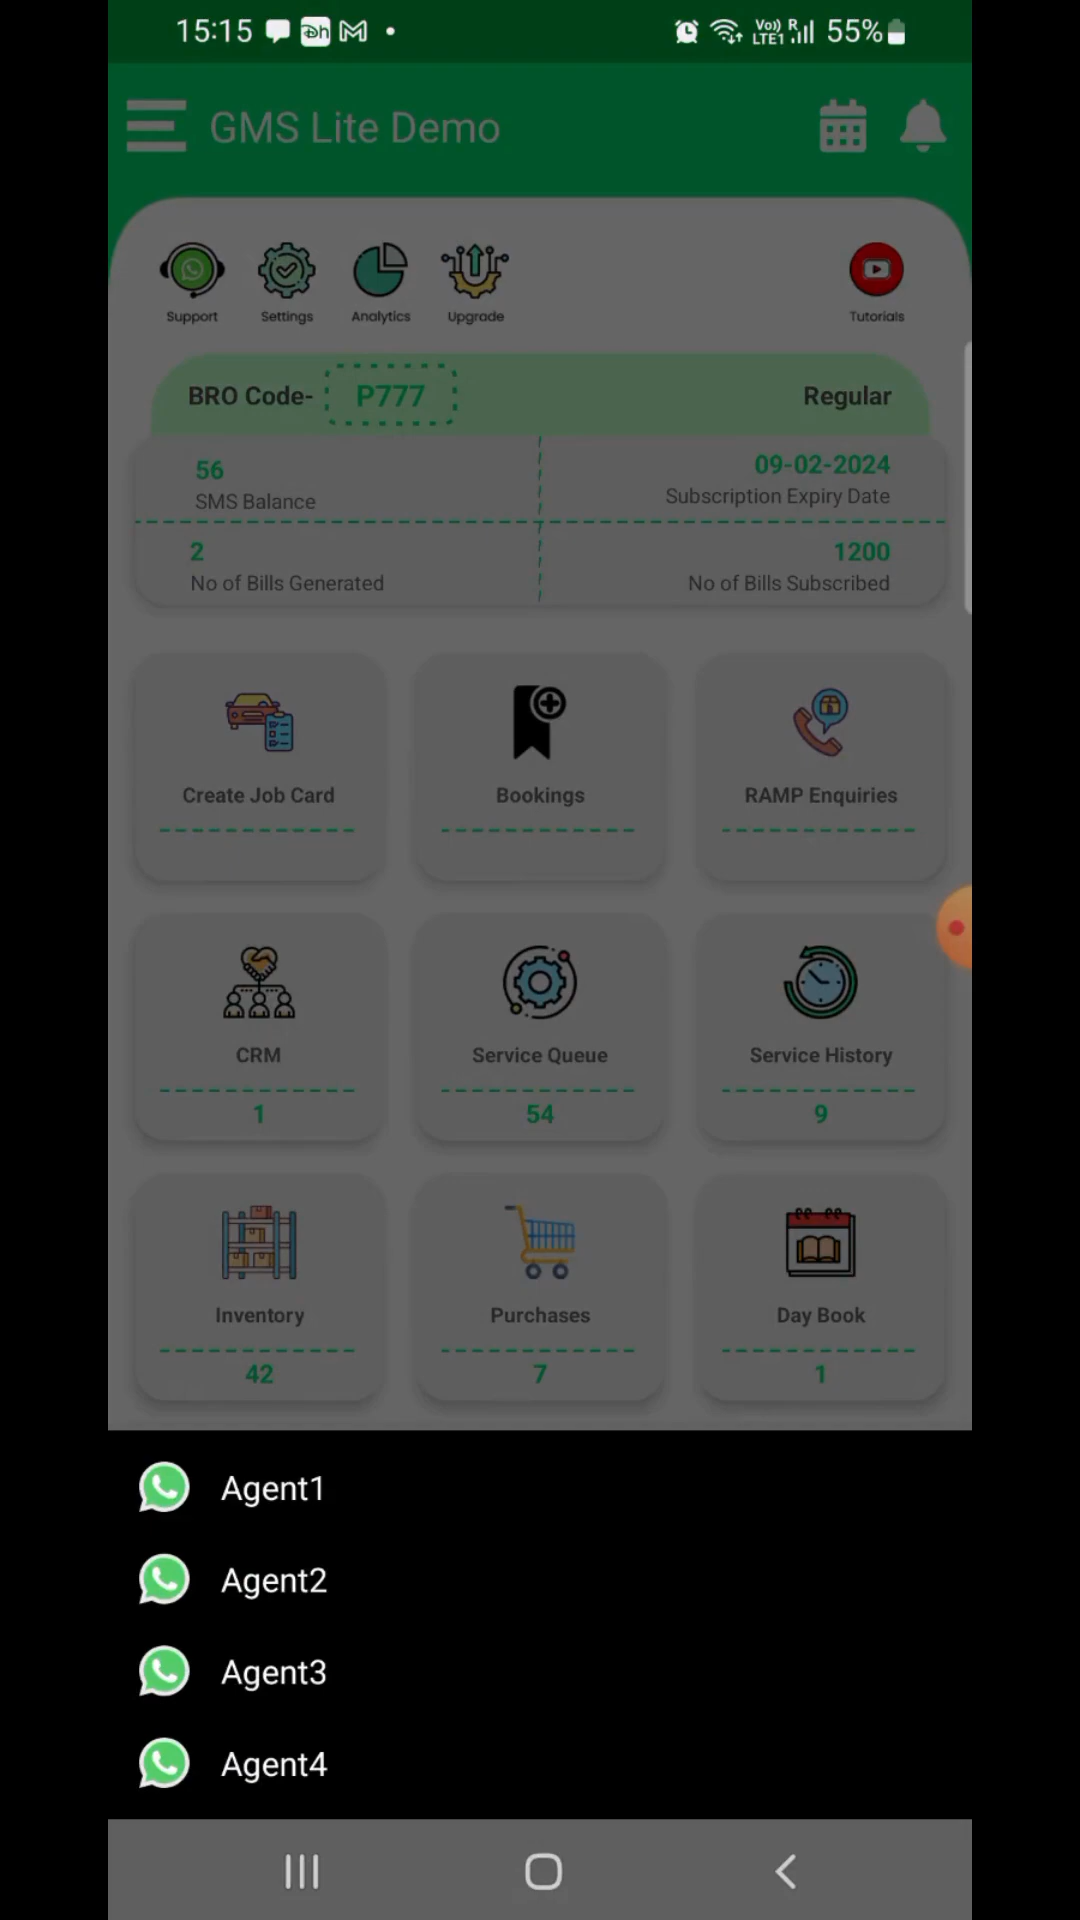 15:15 Dh M Vo) R LTE1 55%
GMS Lite Demo
Support Settings Analytics Upgrade Tutorials
BRO Code- P777 Regular
56 09-02-2024
SMS Balance Subscription Expiry Date
2 1200
No of Bills Generated No of Bills Subscribed
Create Job Card Bookings RAMP Enquiries
CRM Service Queue Service History
1 54 9
Inventory Purchases Day Book
42 7 1
Agent1
Agent2
Agent3
Agent4